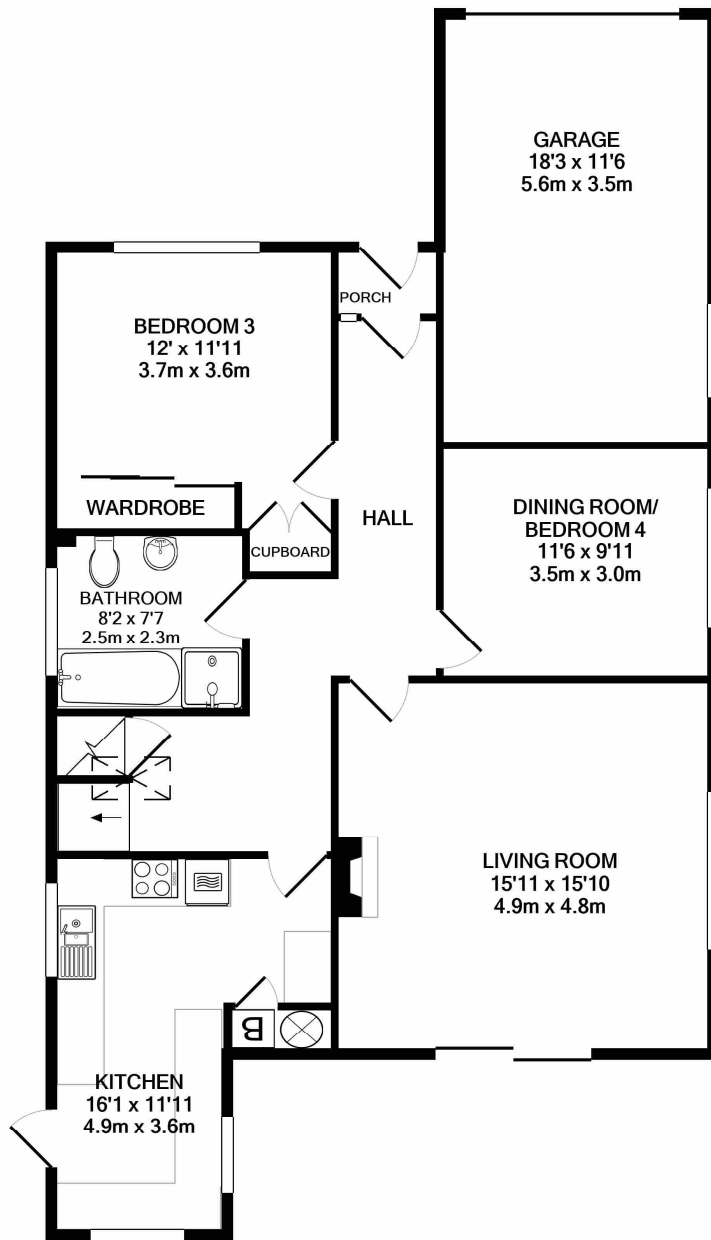 GARAGE
18'3 x 11'6
5.6m x 3.5m
PORCH
BEDROOM 3
12' x 11'11
3.7m x 3.6m
WARDROBE
HALL
DINING ROOM/
BEDROOM 4
11'6 x 9'11
3.5m x 3.0m
CUPBOARD
BATHROOM
8'2 x 7'7
2.5m x 2.3m
LIVING ROOM
15'11 x 15'10
4.9m x 4.8m
B
KITCHEN
16'1 x 11'11
4.9m x 3.6m